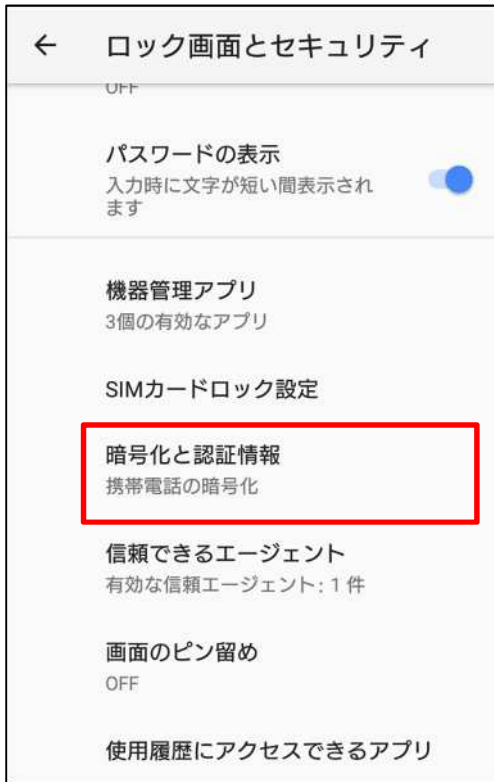 ← ロック画面とセキュリティ
OFF
パスワードの表示
入力時に文字が短い間表示され
ます
機器管理アプリ
3個の有効なアプリ
SIMカードロック設定
暗号化と認証情報
携帯電話の暗号化
信頼できるエージェント
有効な信頼エージェント: 1 件
画面のピン留め
OFF
使用履歴にアクセスできるアプリ